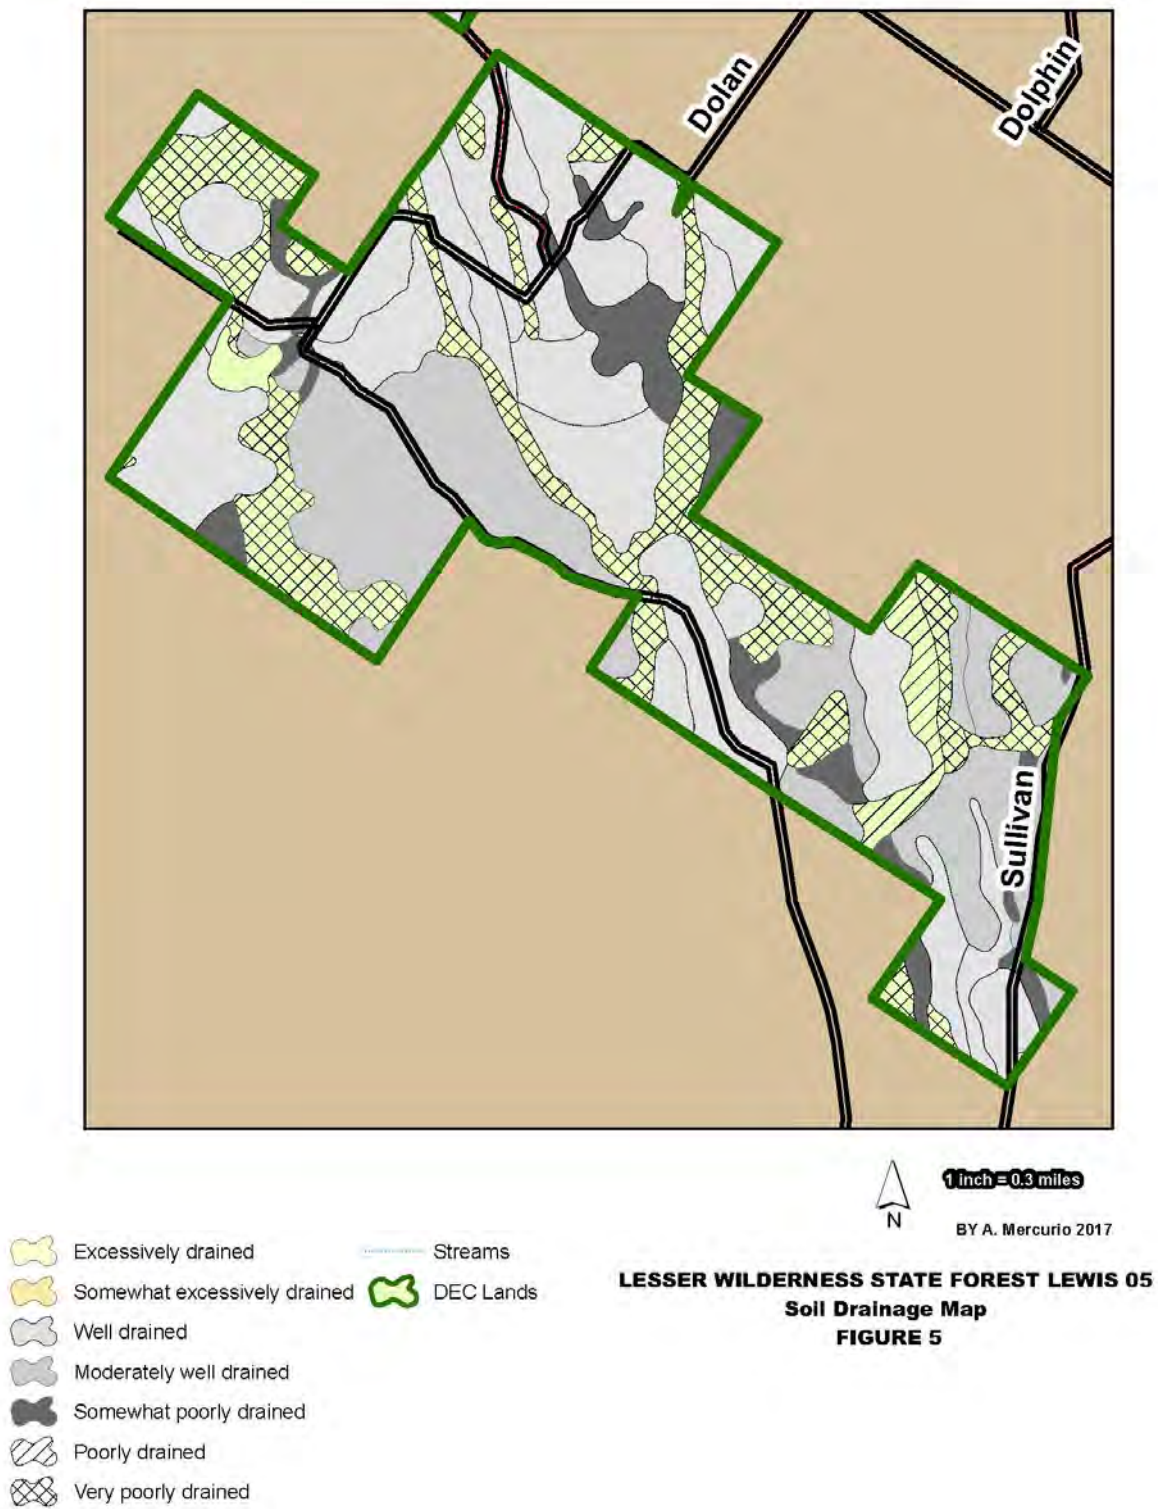 Dolan
Dolphin
Sullivan
1 inch = 0.3 miles
N
BY A. Mercurio 2017
Excessively drained
Streams
Somewhat excessively drained
DEC Lands
Well drained
Moderately well drained
Somewhat poorly drained
Poorly drained
Very poorly drained
LESSER WILDERNESS STATE FOREST LEWIS 05
Soil Drainage Map
FIGURE 5